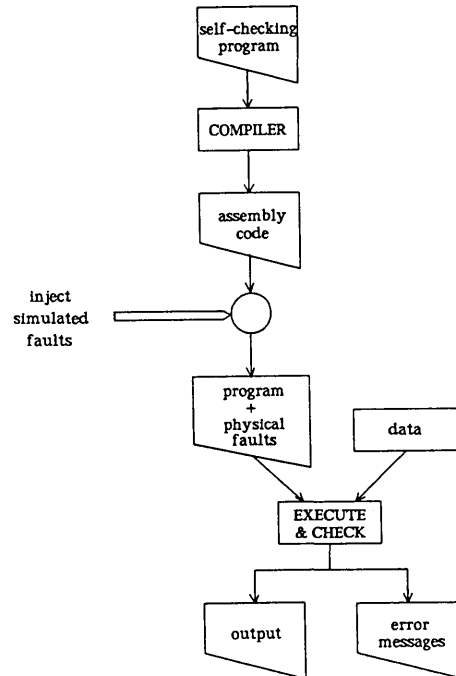 self-checking
program
COMPILER
assembly
code
inject
simulated
faults
program
+
physical
faults
data
EXECUTE
& CHECK
output
error
messages